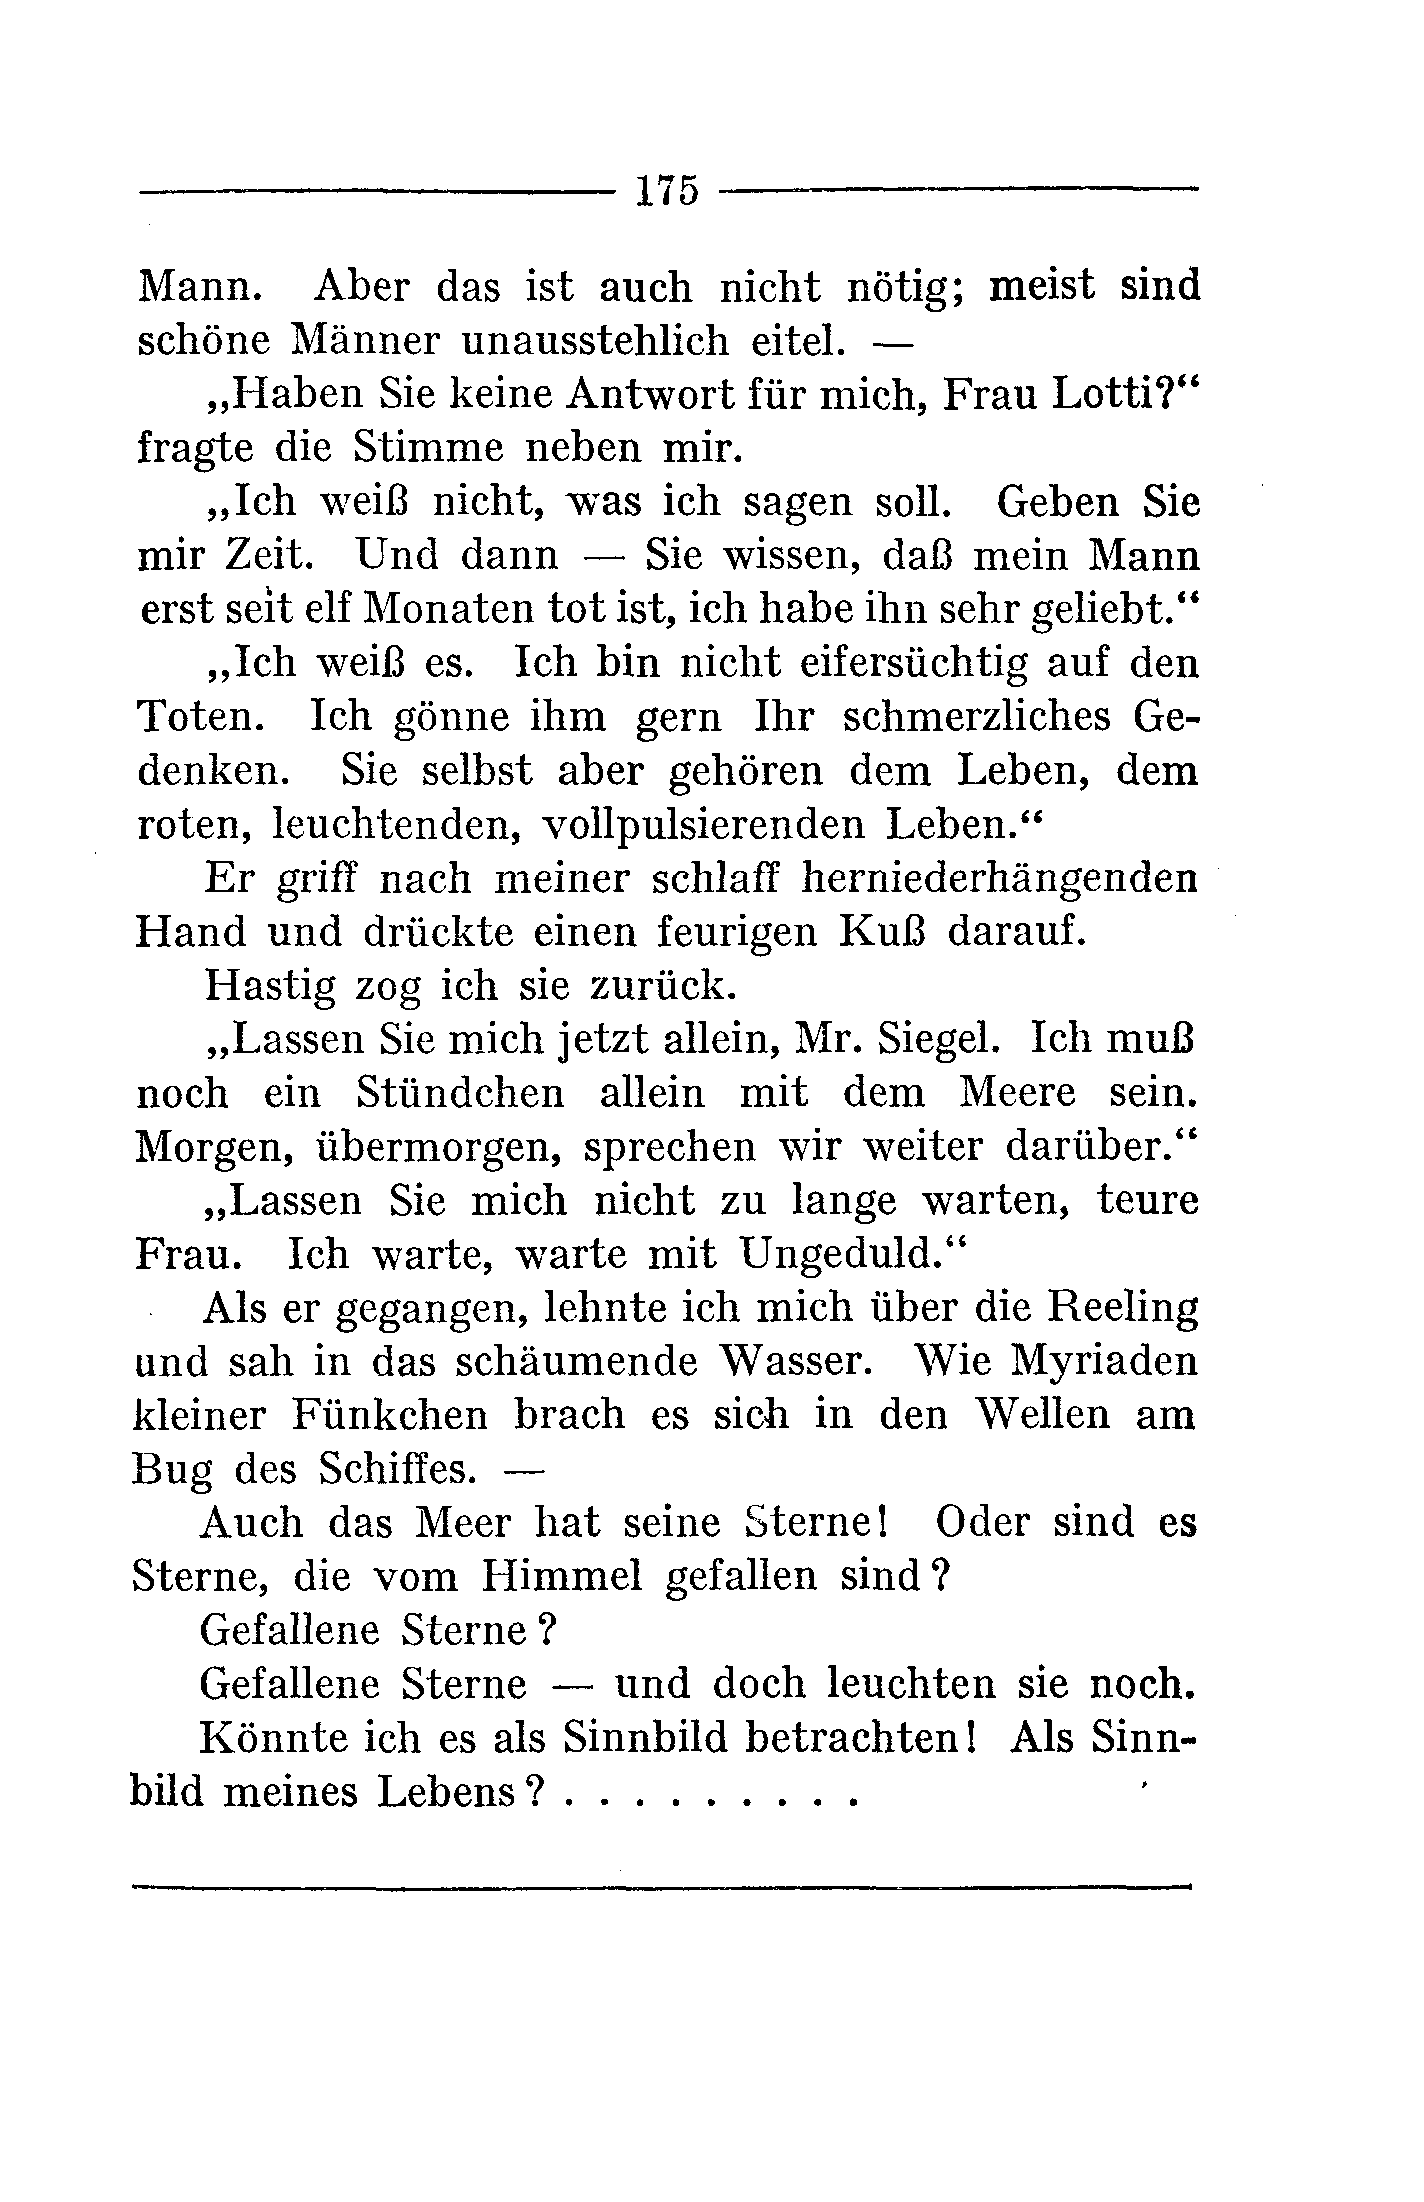 175
Mann. Aber das ist auch nicht nötig; meist sind
schöne Männer unausstehlich eitel. —
„Haben Sie keine Antwort für mich, Frau Lotti?“
fragte die Stimme neben mir.
„Ich weiß nicht, was ich sagen soll. Geben Sie
mir Zeit. Und dann — Sie wissen, daß mein Mann
erst seit elf Monaten tot ist, ich habe ihn sehr geliebt.“
„Ich weiß es. Ich bin nicht eifersüchtig auf den
Toten. Ich gönne ihm gern Ihr schmerzliches Ge-
denken. Sie selbst aber gehören dem Leben, dem
roten, leuchtenden, vollpulsierenden Leben.“
Er griff nach meiner schlaff herniederhängenden
Hand und drückte einen feurigen Kuß darauf.
Hastig zog ich sie zurück.
„Lassen Sie mich jetzt allein, Mr. Siegel. Ich muß
noch ein Stündchen allein mit dem Meere sein.
Morgen, übermorgen, sprechen wir weiter darüber.“
„Lassen Sie mich nicht zu lange warten, teure
Frau. Ich warte, warte mit Ungeduld.“
Als er gegangen, lehnte ich mich über die Reeling
und sah in das schäumende Wasser. Wie Myriaden
kleiner Fünkchen brach es sich in den Wellen am
Bug des Schiffes. —
Auch das Meer hat seine Sterne! Oder sind es
Sterne, die vom Himmel gefallen sind?
Gefallene Sterne?
Gefallene Sterne — und doch leuchten sie noch.
Könnte ich es als Sinnbild betrachten! Als Sinn-
bild meines Lebens? . . . . . . . . .